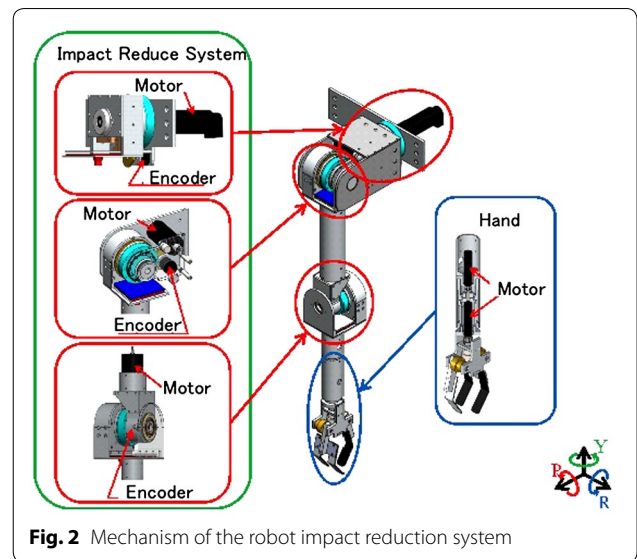 Impact Reduce System
Motor
Encoder
Motor
Encoder
Motor
Encoder
Hand
Motor
Y
P
R
Fig. 2 Mechanism of the robot impact reduction system